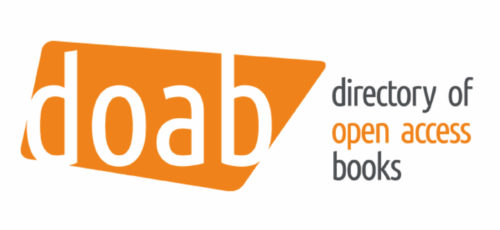 doab
directory of
open access
books